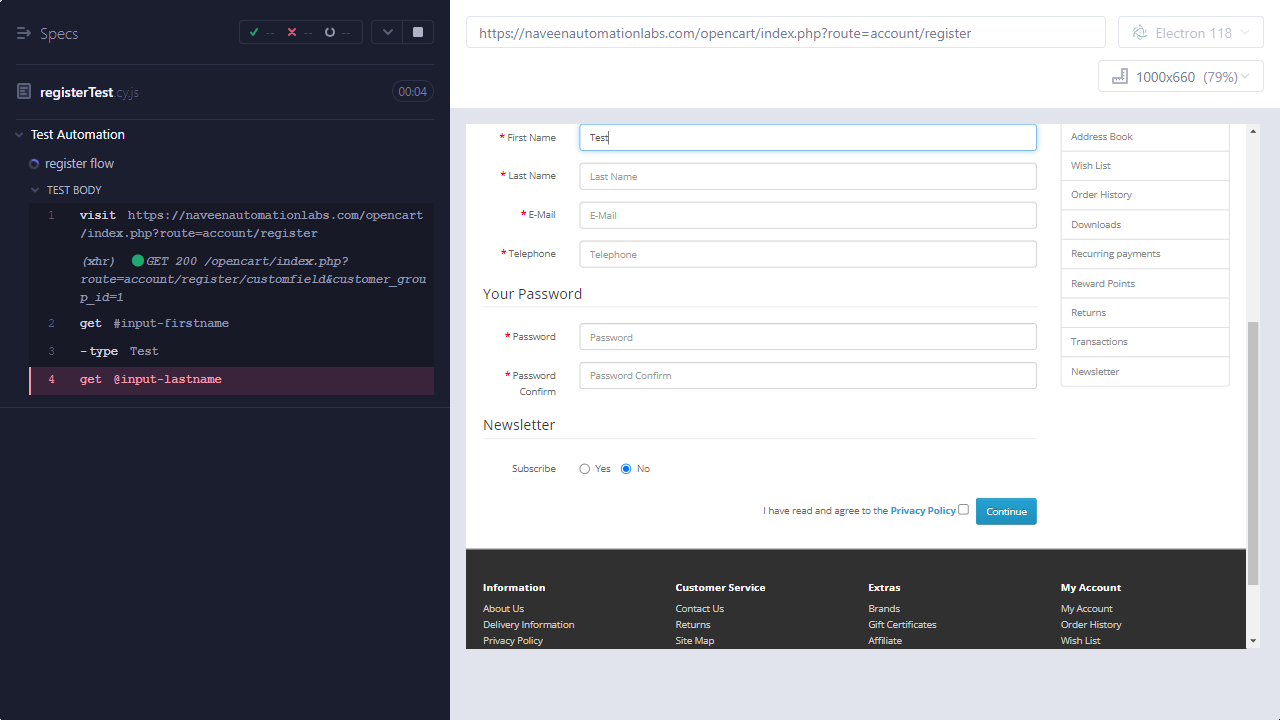 Specs
-- -- --
registerTest.cy.js
00:04
Test Automation
register flow
TEST BODY
1 visit https://naveenautomationlabs.com/opencart
/index.php?route=account/register
(xhr) GET 200 /opencart/index.php?
route=account/register/customfield&customer_grou
p_id=1
2 get #input-firstname
3 -type Test
4 get @input-lastname
https://naveenautomationlabs.com/opencart/index.php?route=account/register
Electron 118
1000x660 (79%)
* First Name Test
* Last Name Last Name
* E-Mail E-Mail
* Telephone Telephone
Your Password
* Password Password
* Password
Confirm
Password Confirm
Newsletter
Subscribe Yes No
I have read and agree to the Privacy Policy
Continue
Address Book
Wish List
Order History
Downloads
Recurring payments
Reward Points
Returns
Transactions
Newsletter
Information
About Us
Delivery Information
Privacy Policy
Customer Service
Contact Us
Returns
Site Map
Extras
Brands
Gift Certificates
Affiliate
My Account
My Account
Order History
Wish List